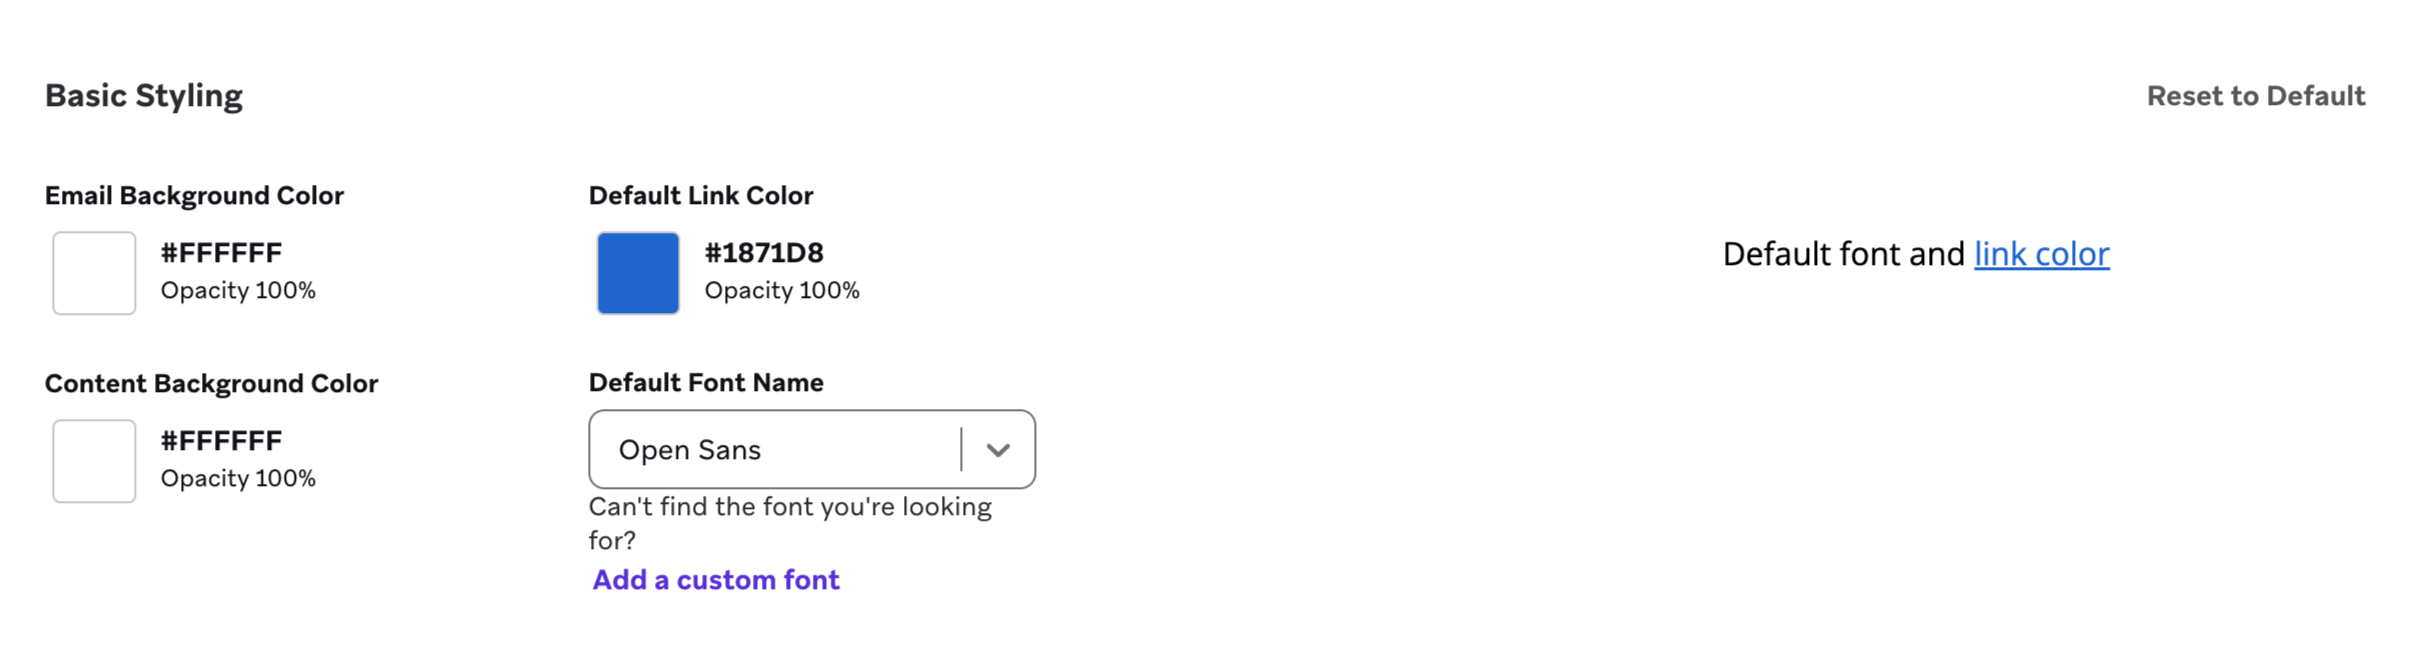 Basic Styling
Reset to Default
Email Background Color
#FFFFFF
Opacity 100%
Default Link Color
#1871D8
Opacity 100%
Default font and link color
Content Background Color
#FFFFFF
Opacity 100%
Default Font Name
Open Sans
Can't find the font you're looking
for?
Add a custom font